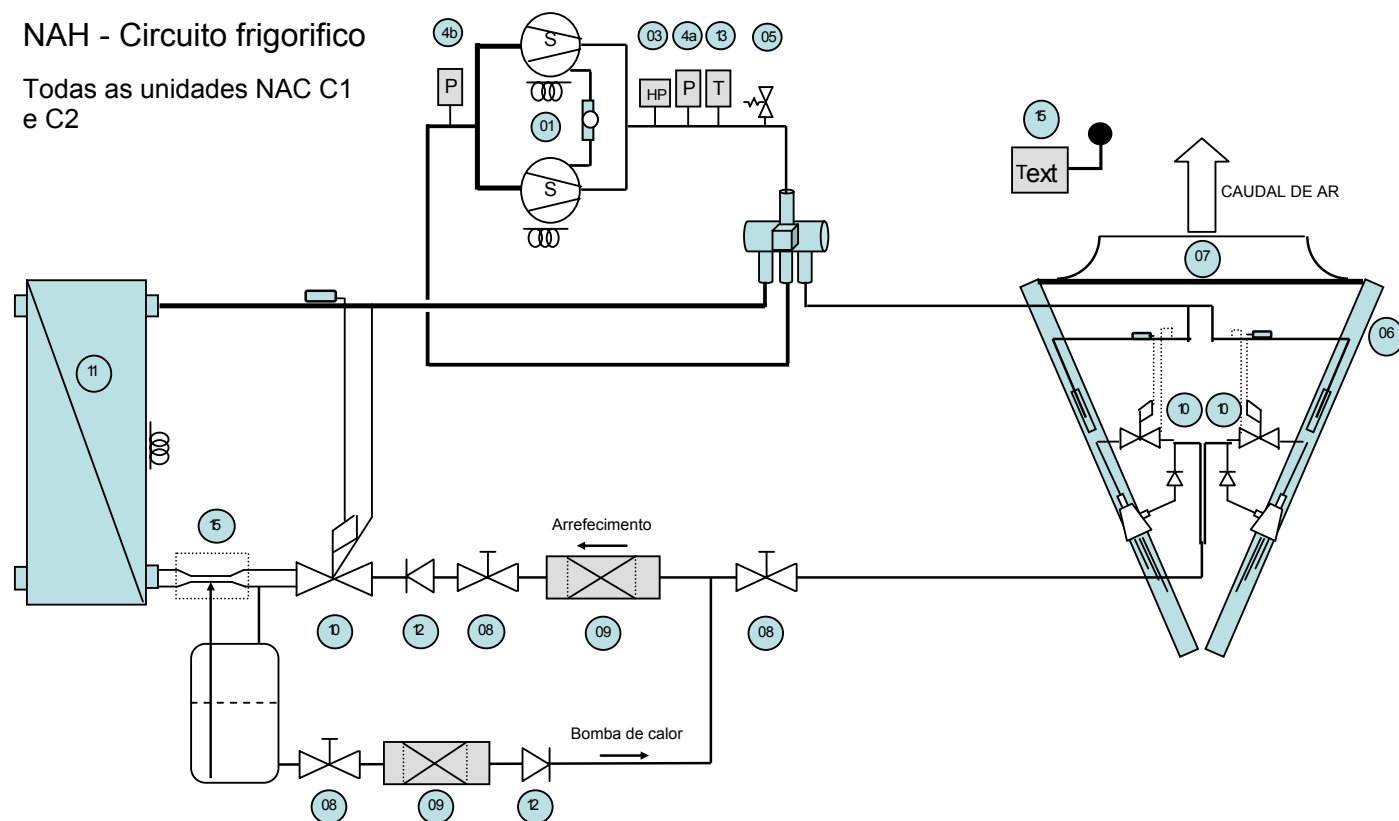 NAH - Circuito frigorifico
Todas as unidades NAC C1
e C2
4b
03
4a
13
05
S
P
HP
P
T
01
S
15
Text
CAUDAL DE AR
07
06
11
10
10
15
Arrefecimento
10
12
08
09
08
Bomba de calor
08
09
12